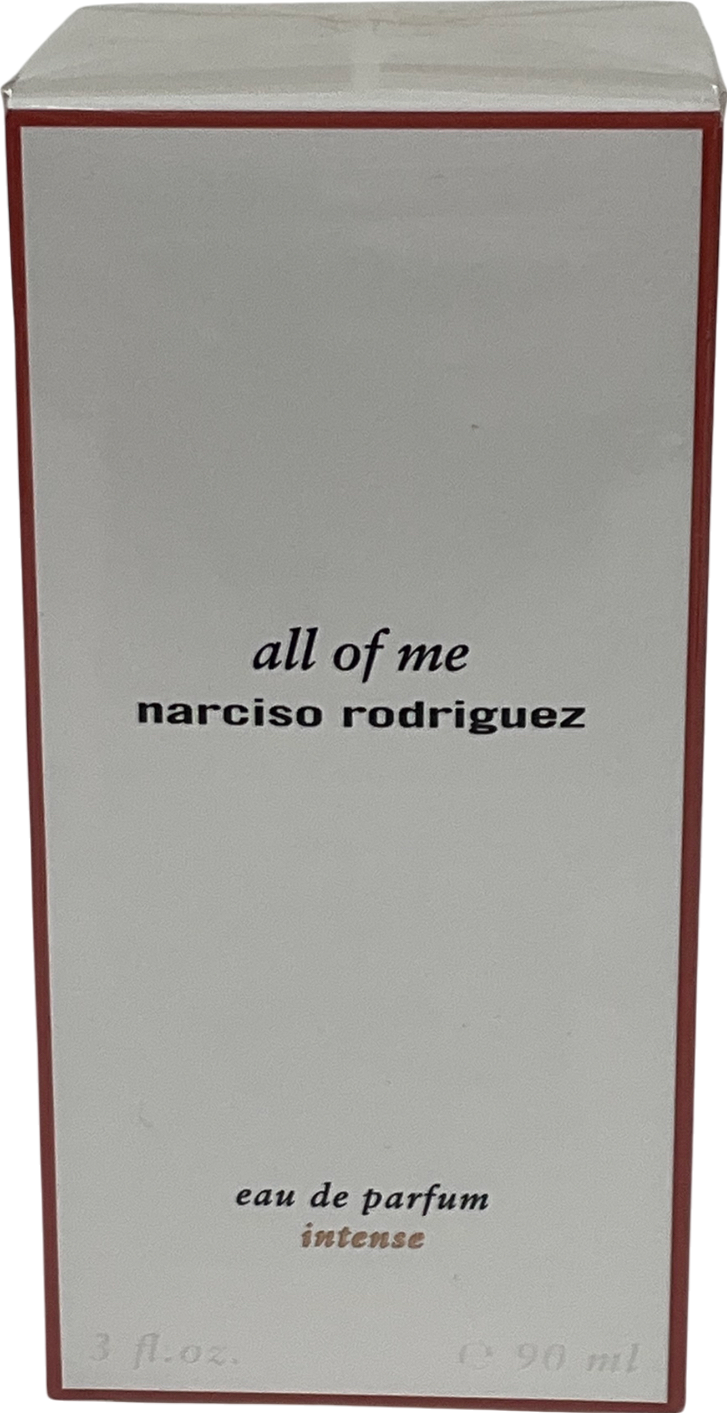 all of me
narciso rodriguez
eau de parfum
intense
3 fl.oz. ℮ 90 ml